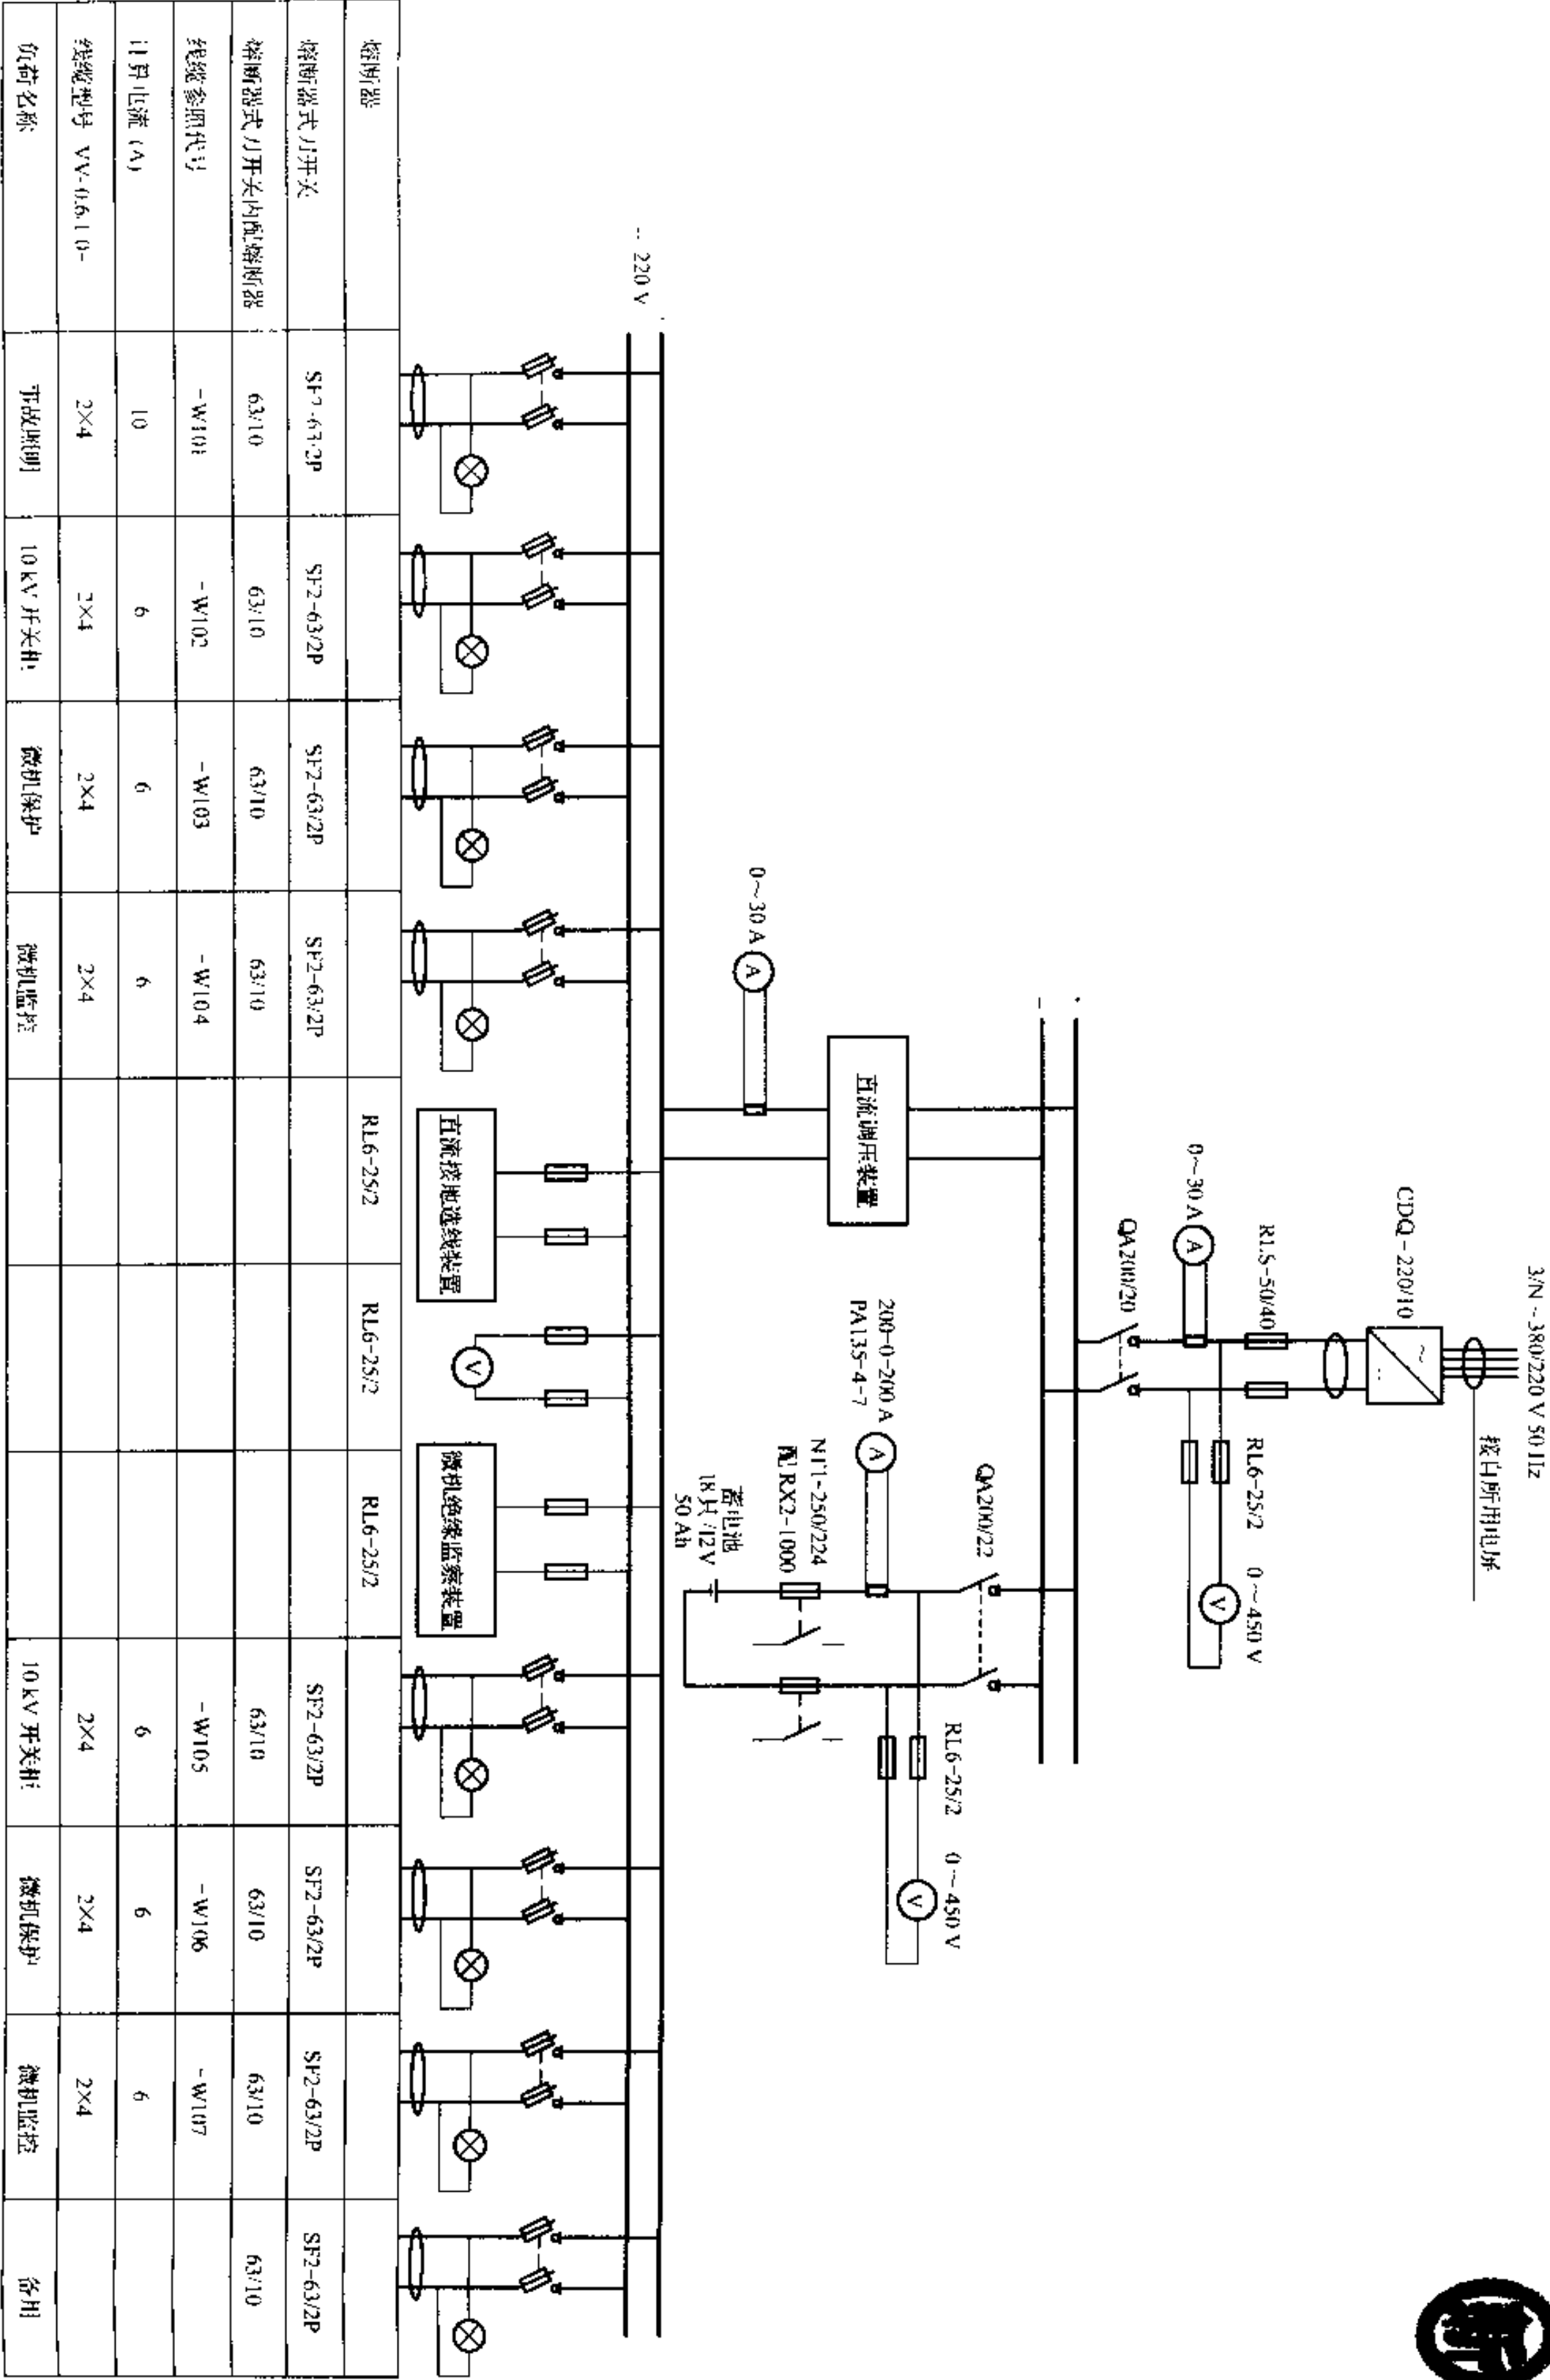 3/N ~ 380/220 V 50 Hz
接自所用电屏
CDQ-220/10
RLS-50/40
RL6-25/2 0~450 V
0~30 A
A
V
QA200/20
QA200/22
直流调压装置
0~30 A
A
200-0-200 A
PA135-4-7
A
NT1-250/224
配 RX2-1000
蓄电池
18只/12 V
50 Ah
RL6-25/2 0~450 V
V
220 V
直流接地选线装置
V
微机绝缘监察装置
熔断器 RL6-25/2 RL6-25/2 RL6-25/2
熔断器式刀开关 SF2-63/2P SF2-63/2P SF2-63/2P SF2-63/2P SF2-63/2P SF2-63/2P SF2-63/2P SF2-63/2P
熔断器式刀开关内配熔断器 63/10 63/10 63/10 63/10 63/10 63/10 63/10 63/10
线缆参照代号 -W101 -W102 -W103 -W104 -W105 -W106 -W107
计算电流 (A) 10 6 6 6 6 6 6
线缆型号 VV-0.6/1.0- 2×4 2×4 2×4 2×4 2×4 2×4 2×4
负荷名称 事故照明 10 kV 开关柜 微机保护 微机监控 10 kV 开关柜 微机保护 微机监控 备用